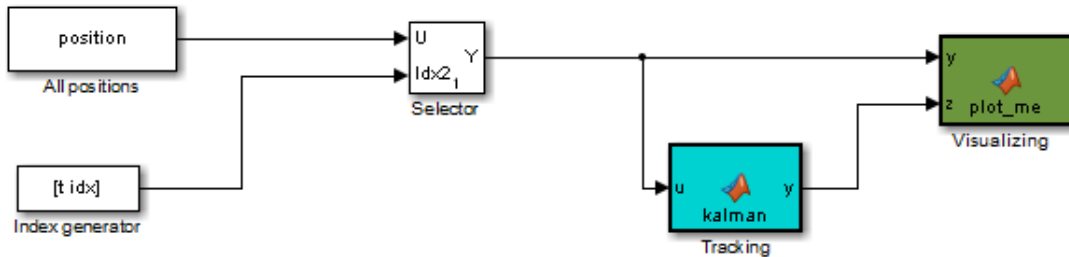 position
All positions
U
Y
Idx2 1
Selector
[t idx]
Index generator
u
y
kalman
Tracking
y
z
plot_me
Visualizing